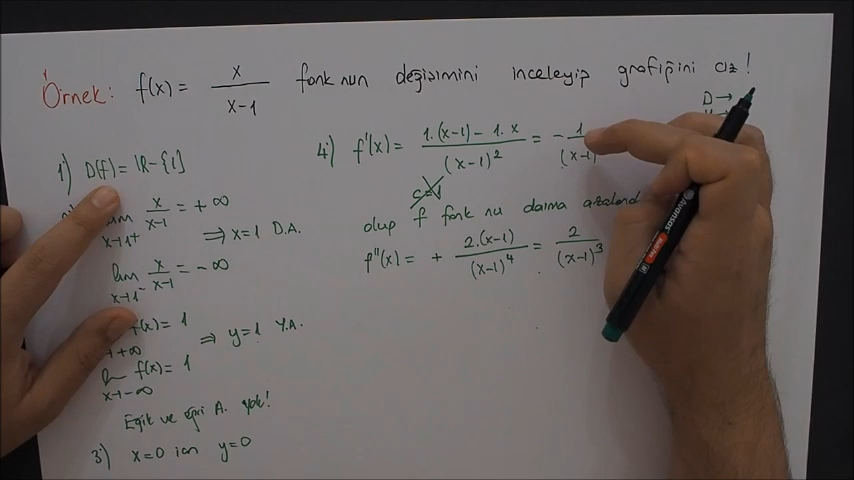 Örnek: f(x) = x/(x-1) fonk nun değişimini inceleyip grafiğini çiz!
D→
1) D(f) = ℝ-{1}
lim x→1+ x/(x-1) = +∞
⇒ x=1 D.A.
lim x→1- x/(x-1) = -∞
f(x) = 1
+∞
⇒ y=1 Y.A.
lim x→-∞ f(x) = 1
Eğik ve eğri A. yok!
3) x=0 için y=0
4) f'(x) = (1.(x-1) - 1.x)/(x-1)^2 = - 1/(x-1)
olup f fonk nu daima
f''(x) = + 2.(x-1)/(x-1)^4 = 2/(x-1)^3